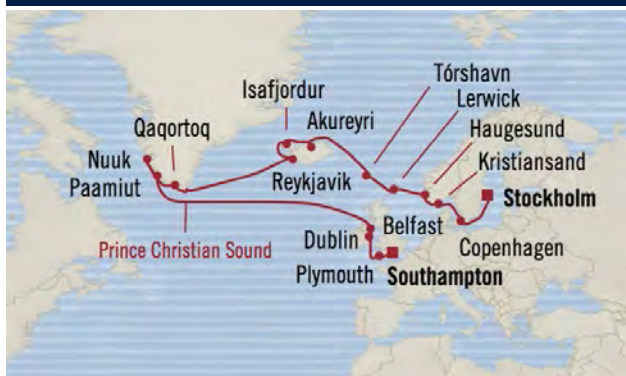 Tórshavn
Isafjordur
Lerwick
Akureyri
Haugesund
Qaqortoq
Kristiansand
Nuuk
Reykjavik
Stockholm
Paamiut
Belfast
Prince Christian Sound
Dublin
Copenhagen
Plymouth
Southampton